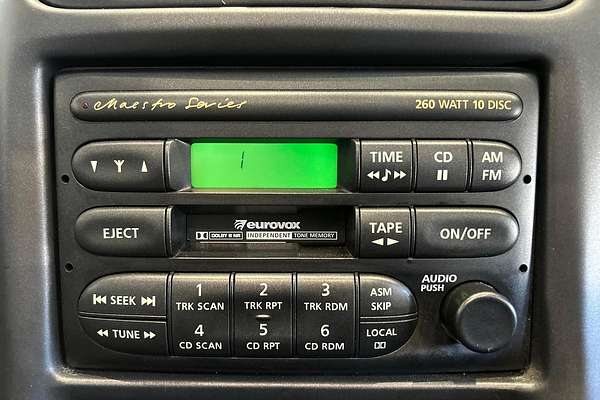 Maestro Series 260 WATT 10 DISC
1 TIME CD AM
FM
eurovox
EJECT DOLBY B NR INDEPENDENT TONE MEMORY TAPE ON/OFF
AUDIO
PUSH
SEEK 1 2 3 ASM
TRK SCAN TRK RPT TRK RDM SKIP
TUNE 4 5 6 LOCAL
CD SCAN CD RPT CD RDM